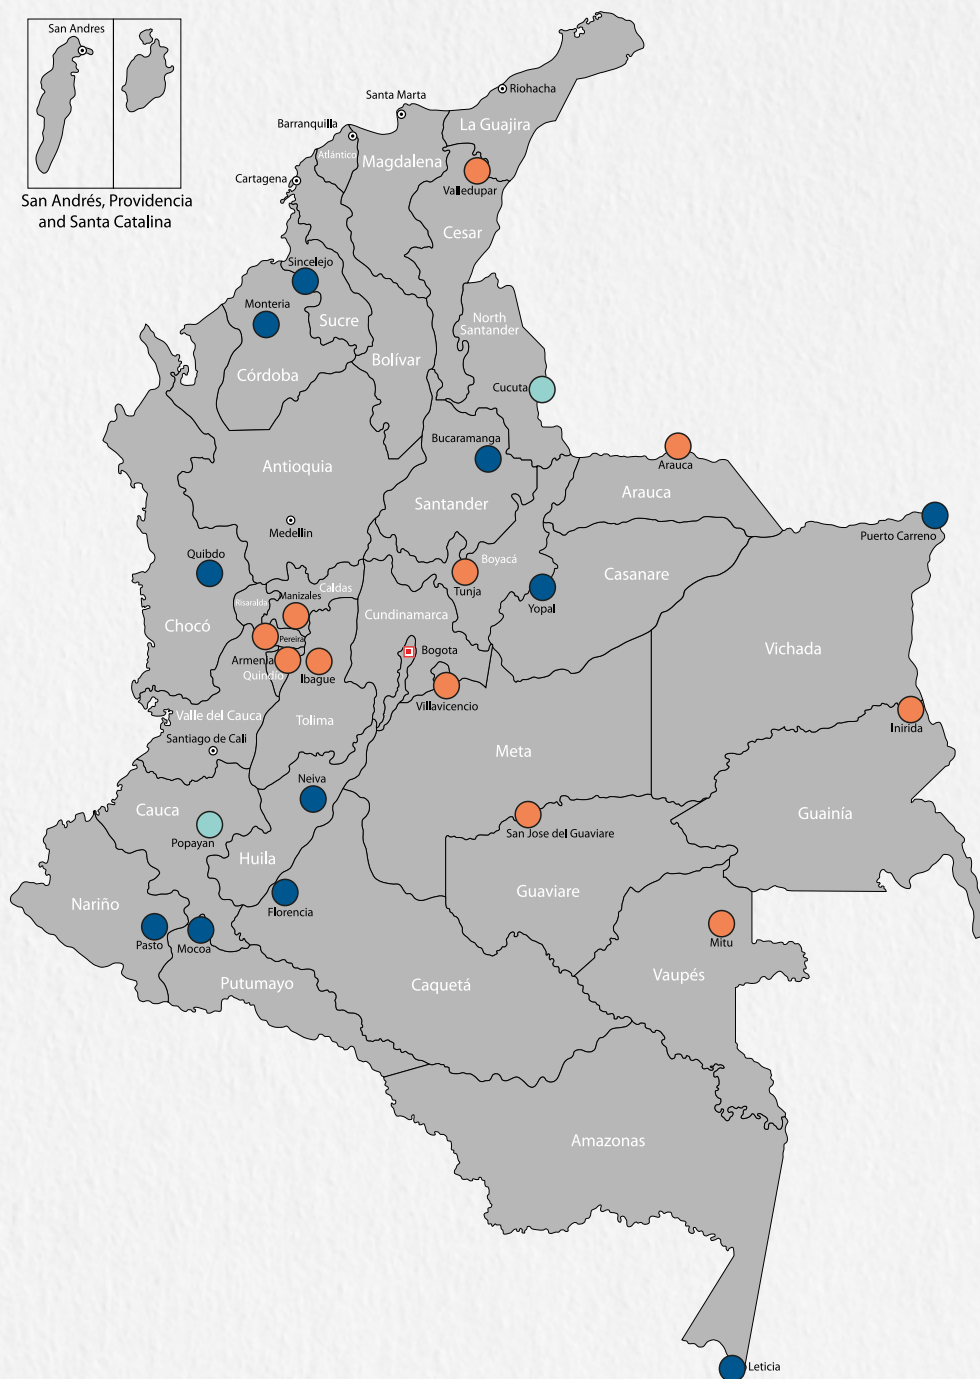 San Andres
San Andrés, Providencia
and Santa Catalina
Riohacha
Santa Marta
La Guajira
Barranquilla
Atlántico
Magdalena
Cartagena
Valledupar
Cesar
Sincelejo
Monteria
North
Santander
Sucre
Bolívar
Córdoba
Cucuta
Bucaramanga
Antioquia
Arauca
Arauca
Santander
Medellin
Puerto Carreno
Quibdo
Boyacá
Casanare
Caldas
Tunja
Manizales
Risaralda
Yopal
Cundinamarca
Chocó
Pereira
Bogota
Vichada
Armenia
Quindío
Ibague
Villavicencio
Valle del Cauca
Tolima
Inirida
Santiago de Cali
Meta
Neiva
Cauca
Guainía
San Jose del Guaviare
Popayan
Huila
Guaviare
Nariño
Florencia
Pasto
Mocoa
Mitu
Vaupés
Putumayo
Caquetá
Amazonas
Leticia